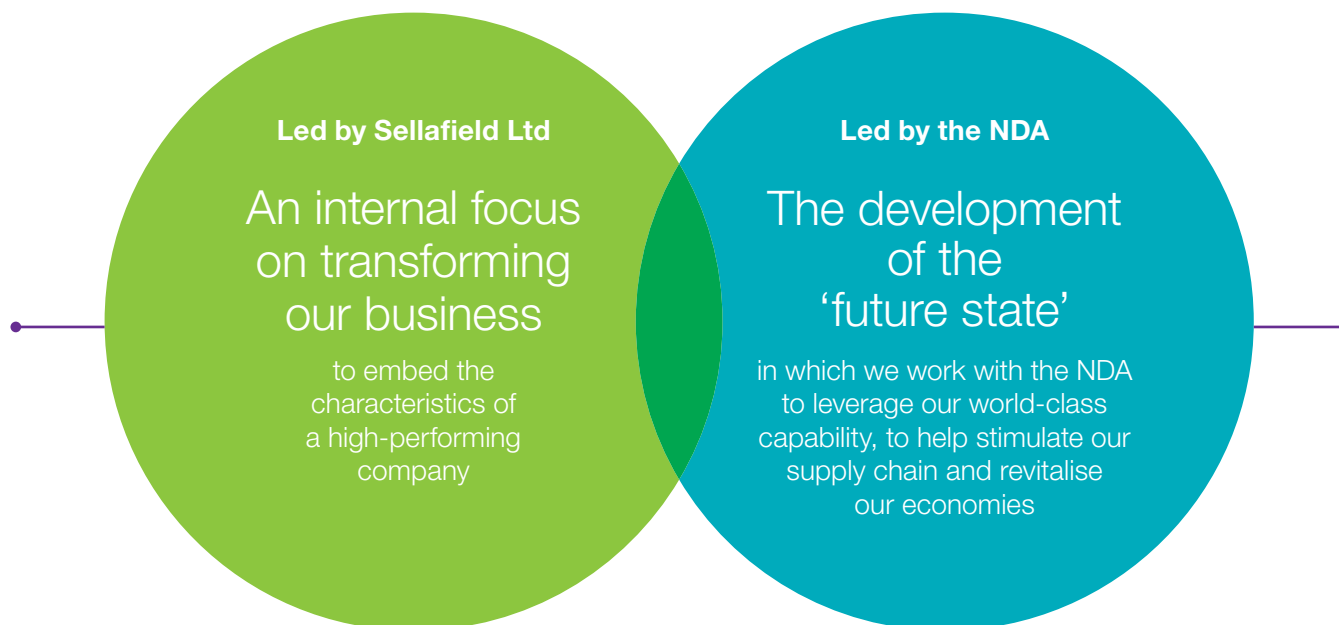 Led by Sellafield Ltd
An internal focus
on transforming
our business
to embed the
characteristics of
a high-performing
company
Led by the NDA
The development
of the
‘future state’
in which we work with the NDA
to leverage our world-class
capability, to help stimulate our
supply chain and revitalise
our economies